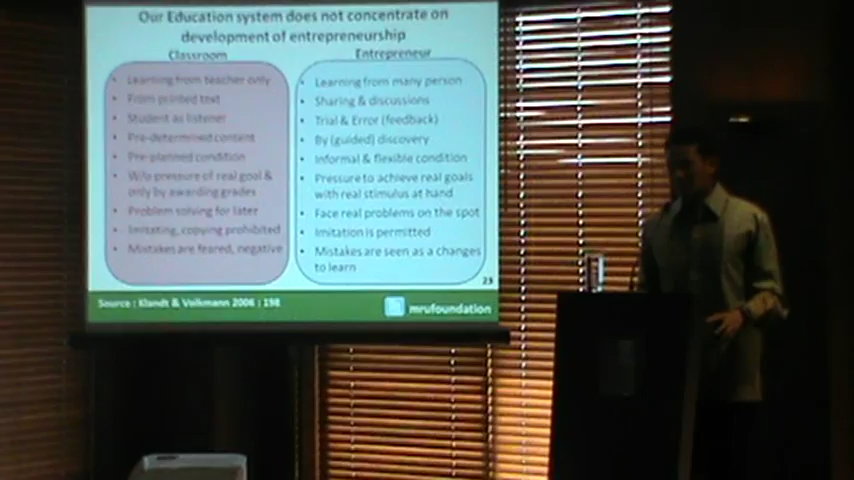 Our Education system does not concentrate on
development of entrepreneurship
Classroom
• Learning from teacher only
• From printed text
• Student as listener
• Pre-determined content
• Pre-planned condition
• W/o pressure of real goal &
only by awarding grades
• Problem solving for later
• Imitating, copying prohibited
• Mistakes are feared, negative
Entrepreneur
• Learning from many person
• Sharing & discussions
• Trial & Error (feedback)
• By (guided) discovery
• Informal & flexible condition
• Pressure to achieve real goals
with real stimulus at hand
• Face real problems on the spot
• Imitation is permitted
• Mistakes are seen as a changes
to learn
23
Source : Klandt & Volkmann 2006 : 198
mrufoundation